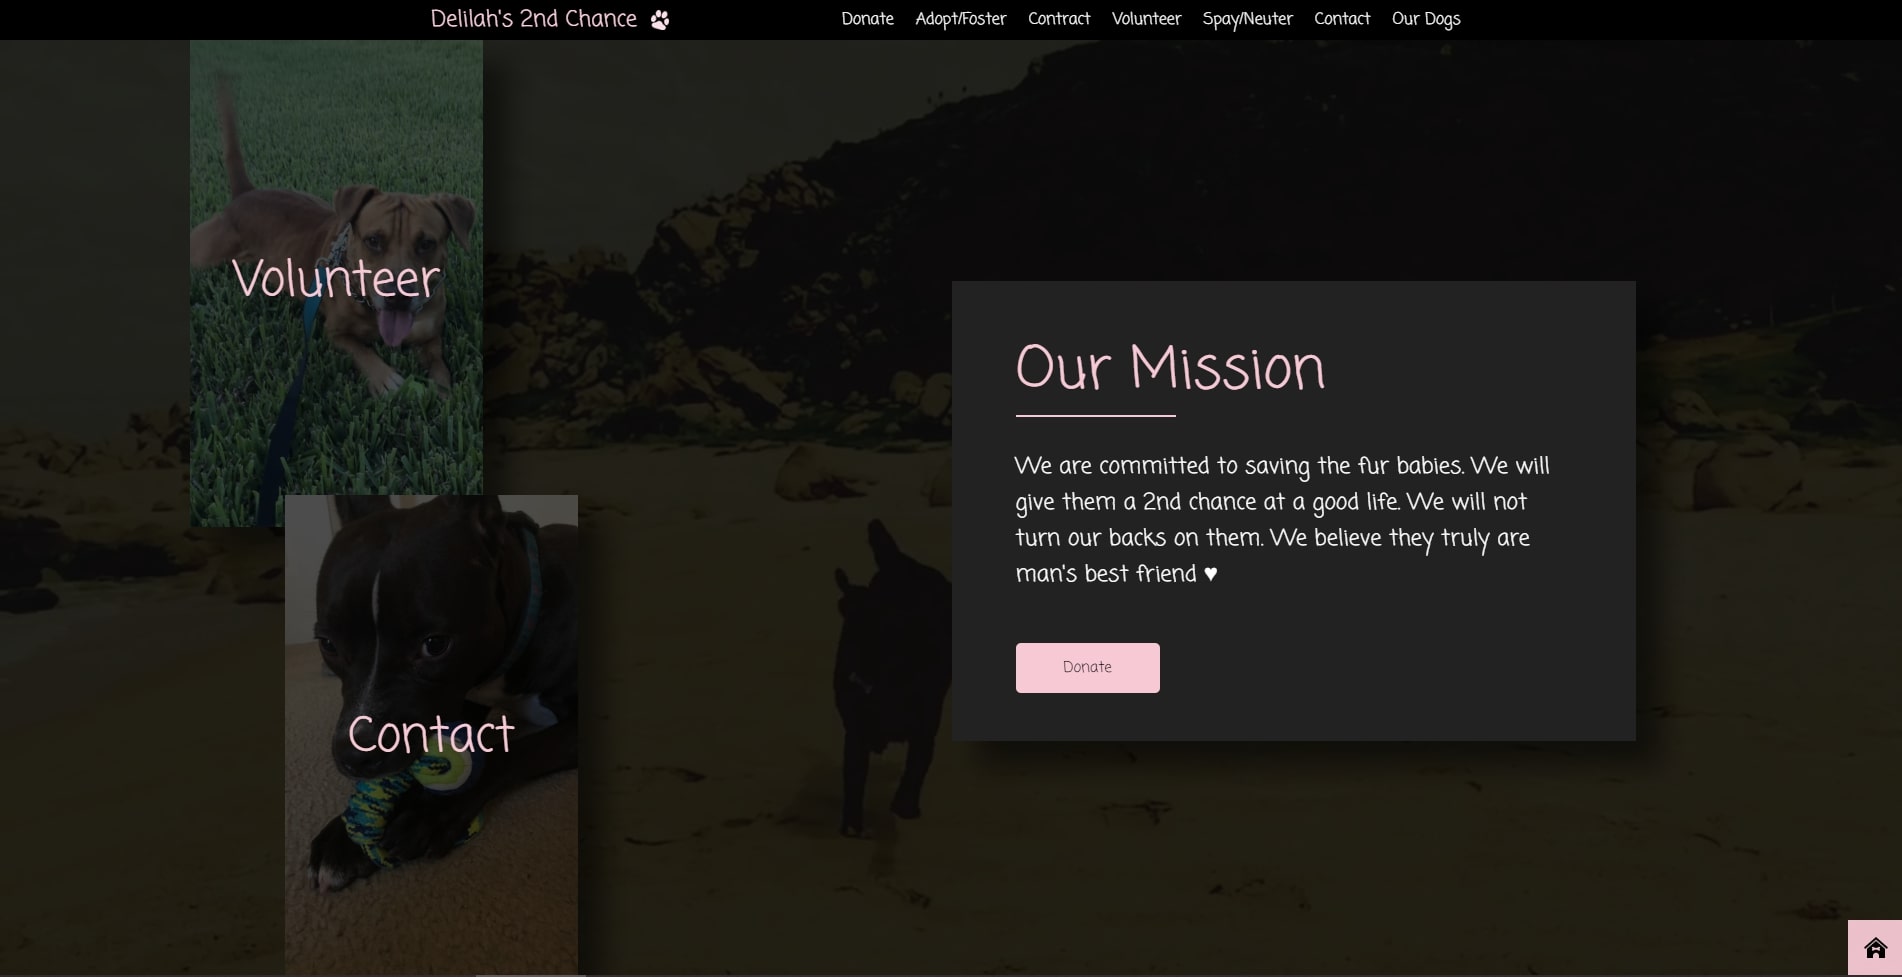 Delilah's 2nd Chance
Donate Adopt/Foster Contract Volunteer Spay/Neuter Contact Our Dogs
Volunteer
Contact
Our Mission
We are committed to saving the fur babies. We will
give them a 2nd chance at a good life. We will not
turn our backs on them. We believe they truly are
man's best friend ♥
Donate